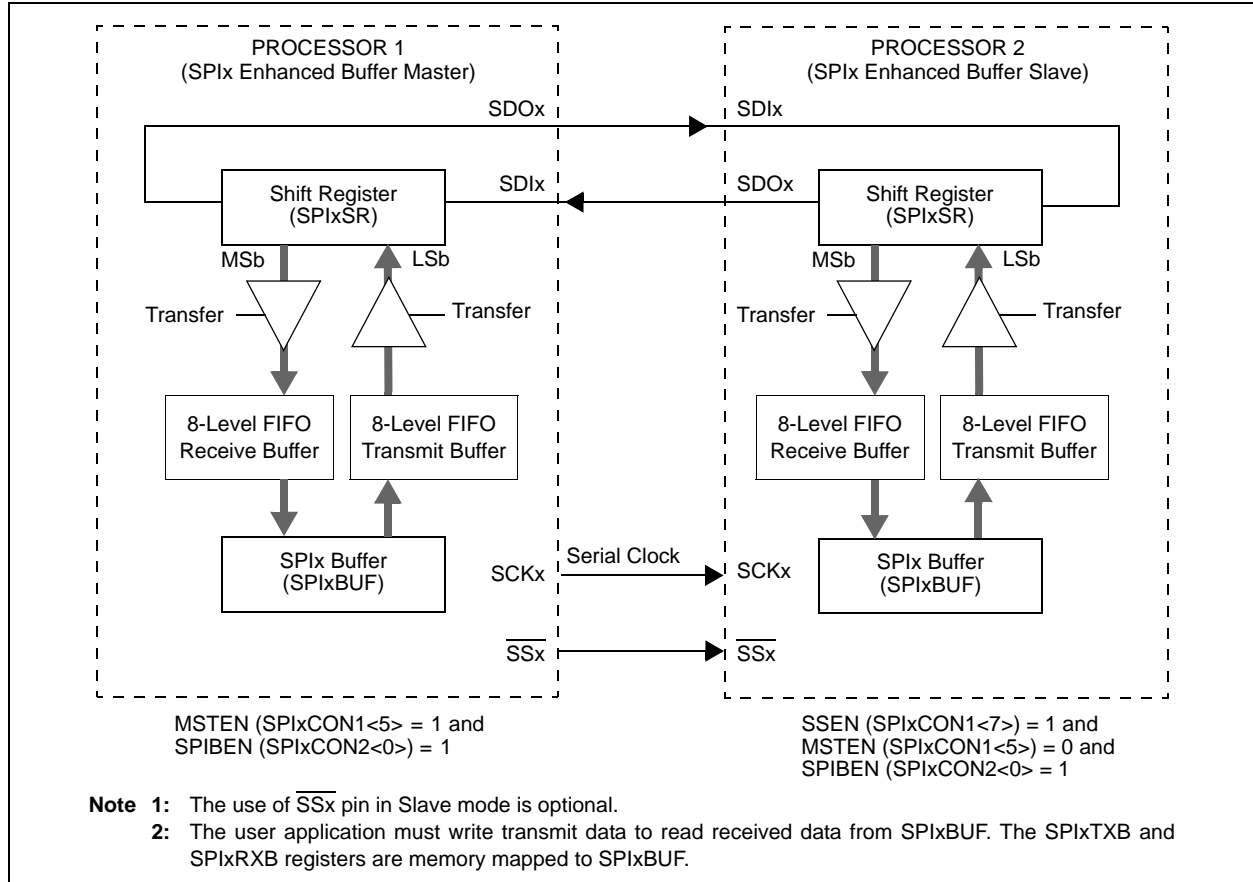 PROCESSOR 1
(SPIx Enhanced Buffer Master)
PROCESSOR 2
(SPIx Enhanced Buffer Slave)
SDOx
SDIx
Shift Register
(SPIxSR)
SDIx
SDOx
Shift Register
(SPIxSR)
MSb
LSb
MSb
LSb
Transfer
Transfer
Transfer
Transfer
8-Level FIFO
Receive Buffer
8-Level FIFO
Transmit Buffer
8-Level FIFO
Receive Buffer
8-Level FIFO
Transmit Buffer
SPIx Buffer
(SPIxBUF)
SCKx
Serial Clock
SCKx
SPIx Buffer
(SPIxBUF)
SSx
SSx
MSTEN (SPIxCON1<5> = 1 and
SPIBEN (SPIxCON2<0>) = 1
SSEN (SPIxCON1<7>) = 1 and
MSTEN (SPIxCON1<5>) = 0 and
SPIBEN (SPIxCON2<0> = 1
Note 1: The use of SSx pin in Slave mode is optional.
2: The user application must write transmit data to read received data from SPIxBUF. The SPIxTXB and
SPIxRXB registers are memory mapped to SPIxBUF.